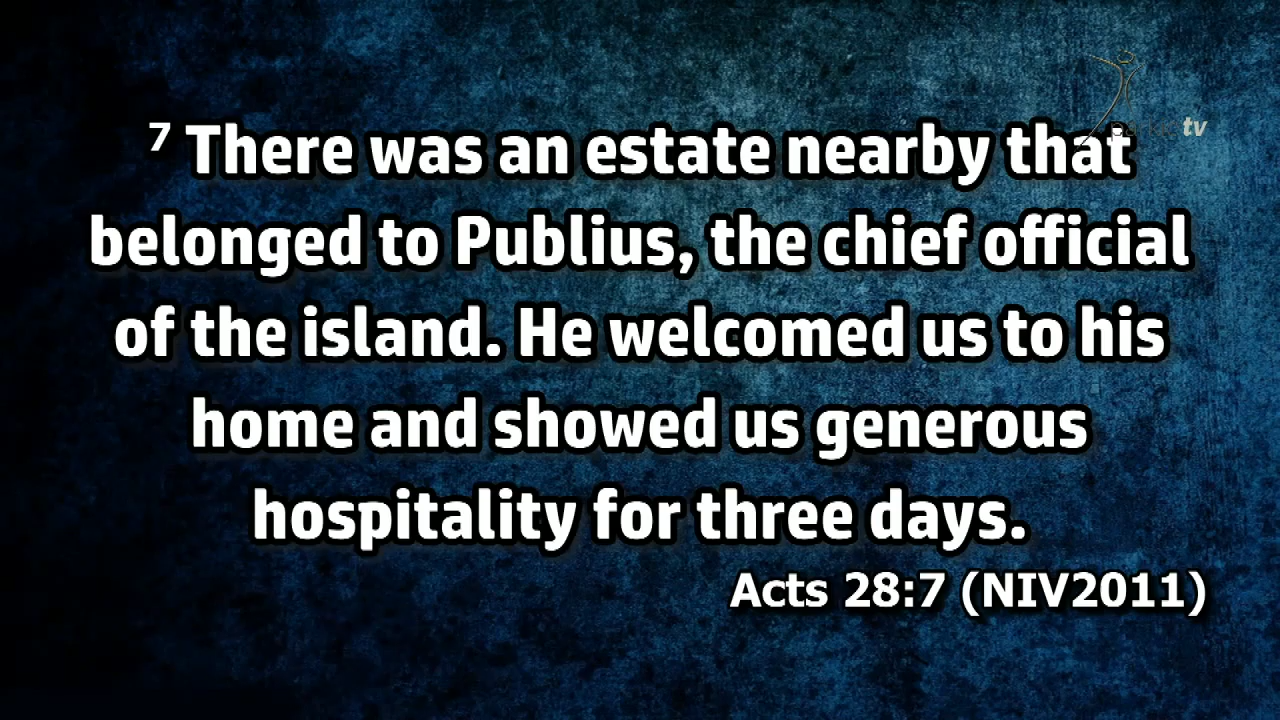 7 There was an estate nearby that
belonged to Publius, the chief official
of the island. He welcomed us to his
home and showed us generous
hospitality for three days.
Acts 28:7 (NIV2011)
tv